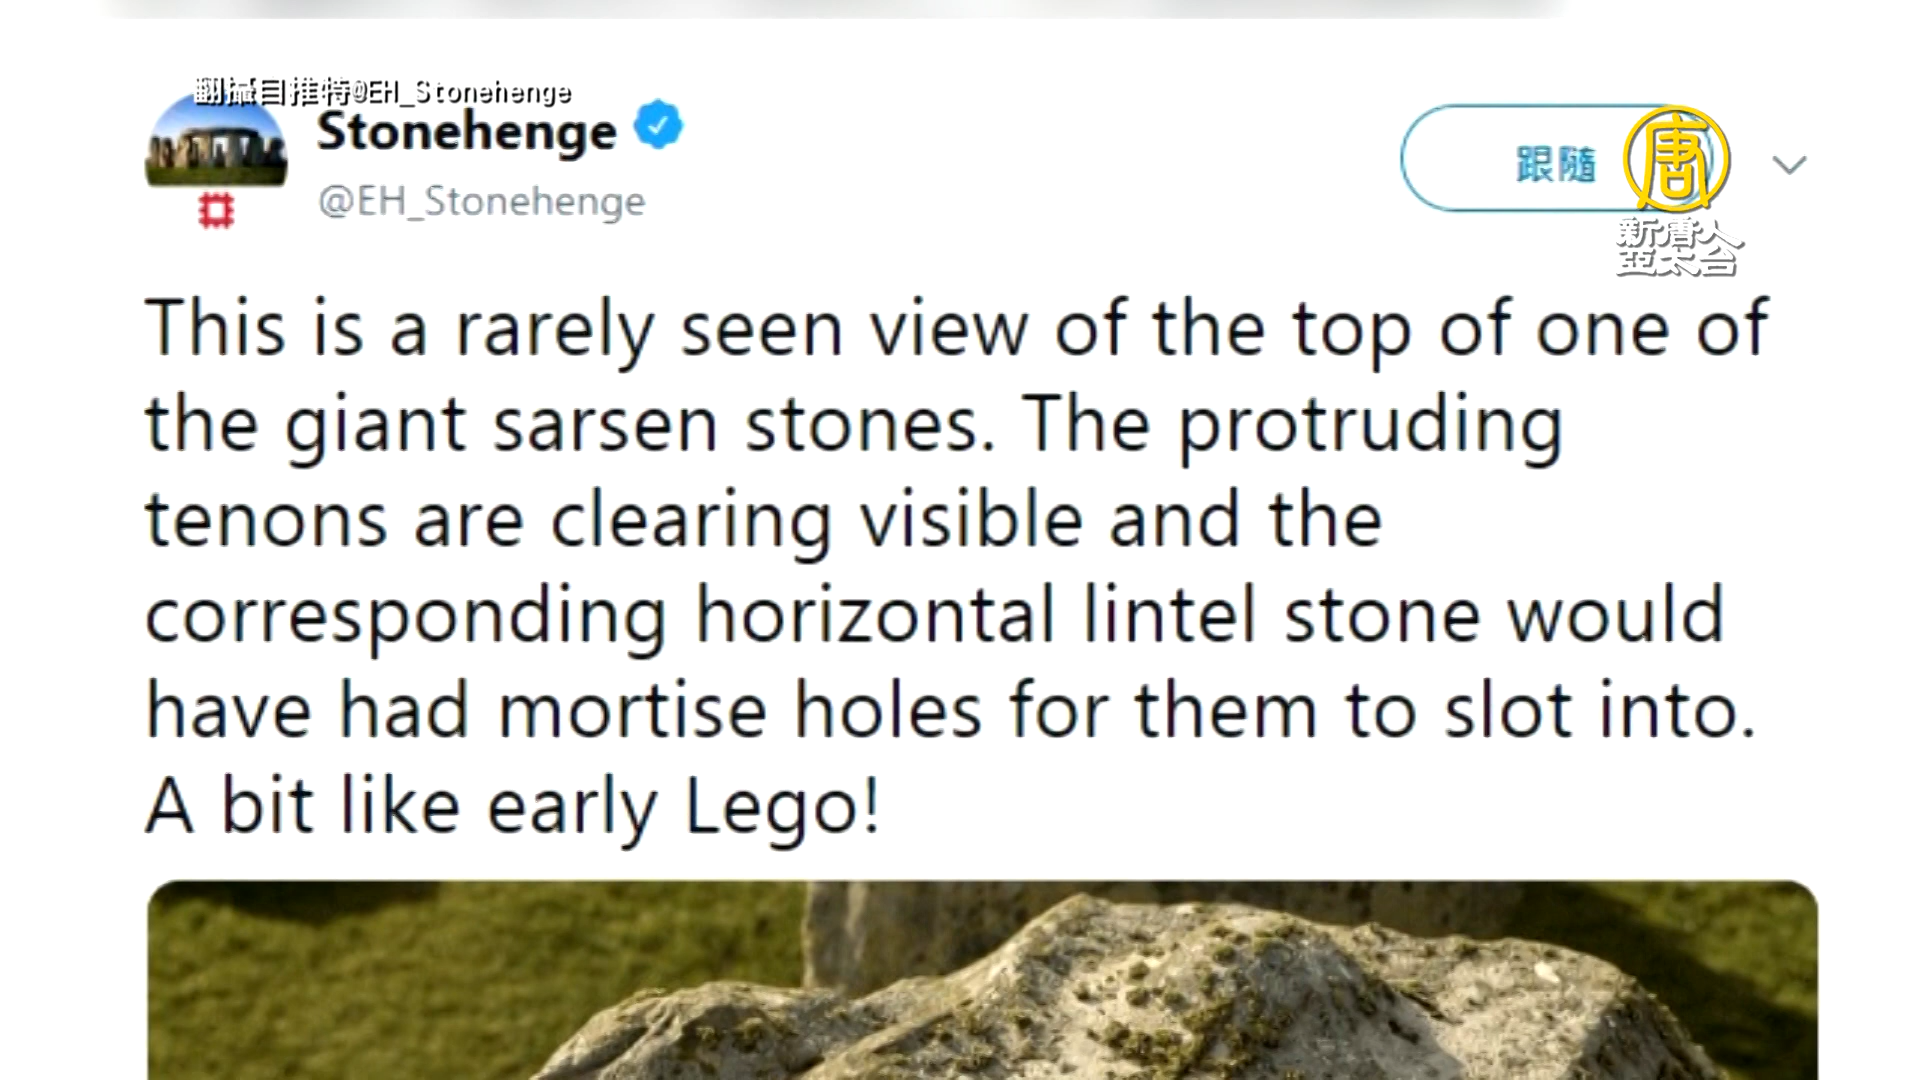 翻攝自推特@EH_Stonehenge
Stonehenge
@EH_Stonehenge
跟隨
唐
新唐人
亞太台
This is a rarely seen view of the top of one of
the giant sarsen stones. The protruding
tenons are clearing visible and the
corresponding horizontal lintel stone would
have had mortise holes for them to slot into.
A bit like early Lego!